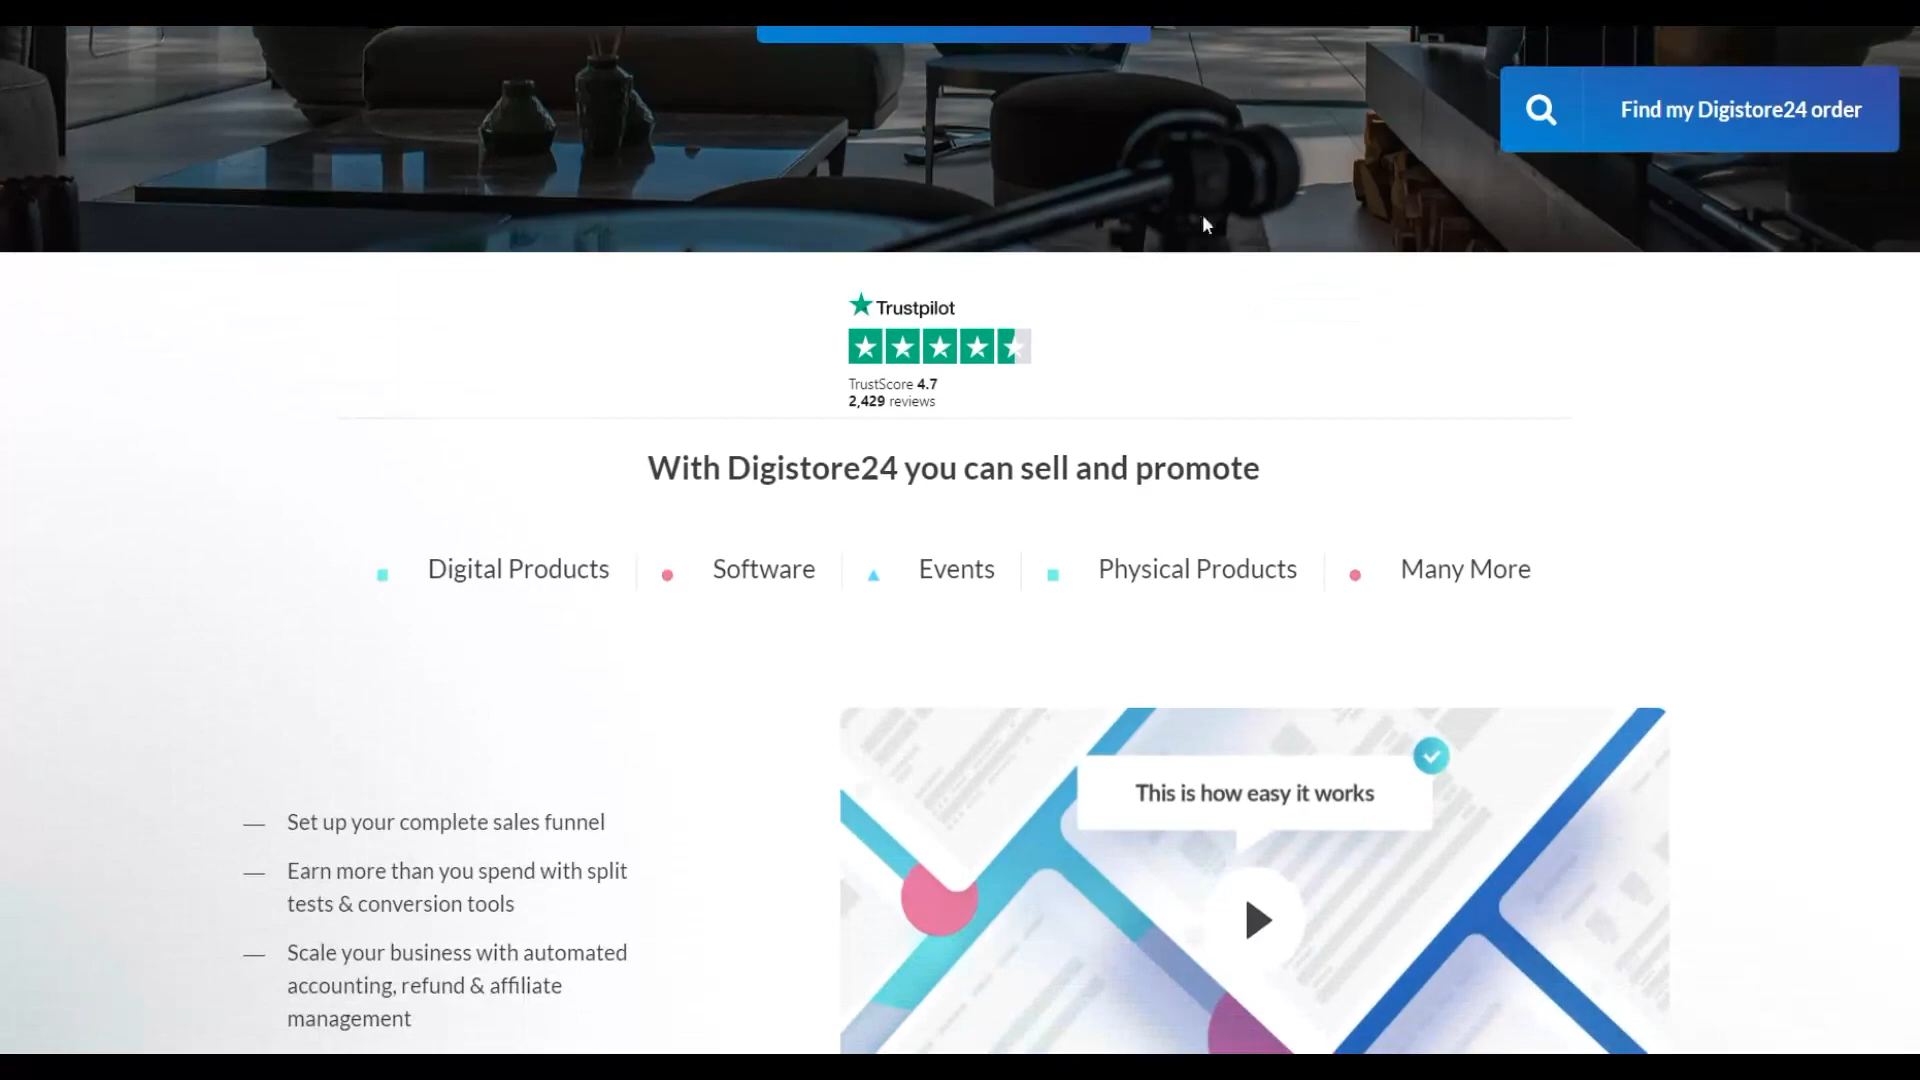 Find my Digistore24 order
Trustpilot
TrustScore 4.7
2,429 reviews
With Digistore24 you can sell and promote
Digital Products
Software
Events
Physical Products
Many More
This is how easy it works
Set up your complete sales funnel
Earn more than you spend with split
tests & conversion tools
Scale your business with automated
accounting, refund & affiliate
management